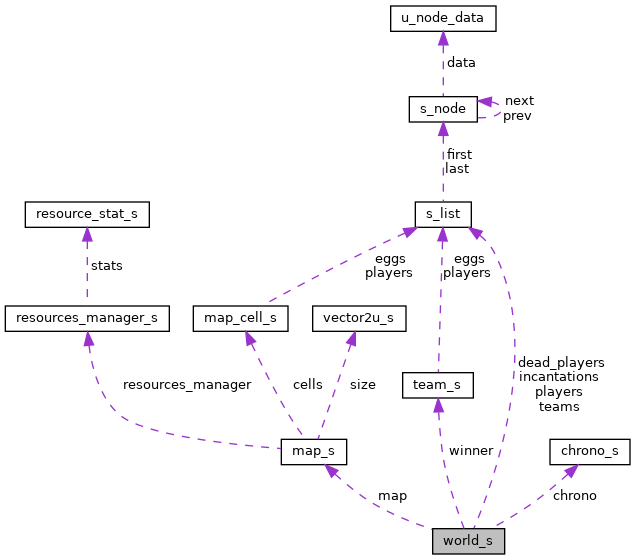 u_node_data
data
s_node
next
prev
first
last
resource_stat_s
s_list
stats
eggs
players
eggs
players
resources_manager_s
map_cell_s
vector2u_s
dead_players
incantations
players
teams
resources_manager
cells
size
team_s
map_s
winner
chrono_s
map
chrono
world_s